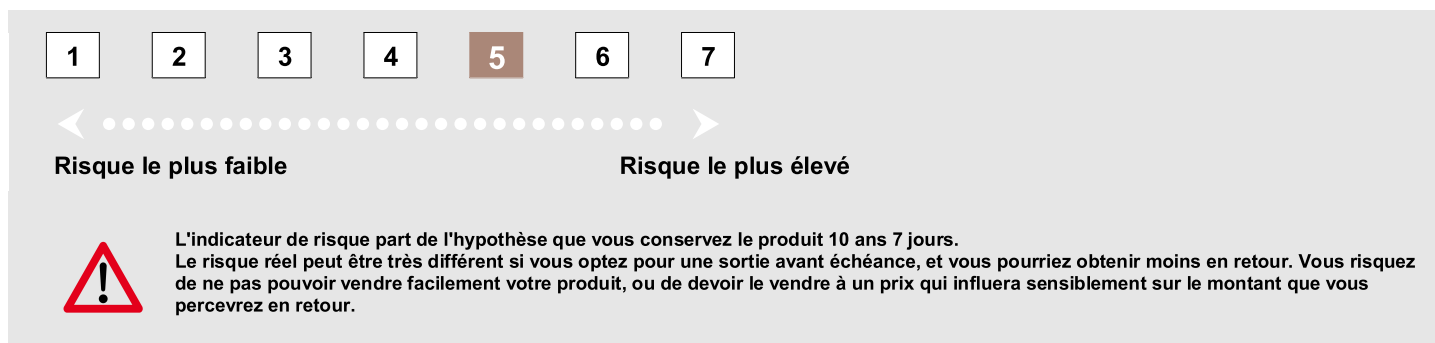 1 2 3 4 5 6 7
Risque le plus faible Risque le plus élevé
L'indicateur de risque part de l'hypothèse que vous conservez le produit 10 ans 7 jours.
Le risque réel peut être très différent si vous optez pour une sortie avant échéance, et vous pourriez obtenir moins en retour. Vous risquez
de ne pas pouvoir vendre facilement votre produit, ou de devoir le vendre à un prix qui influera sensiblement sur le montant que vous
percevrez en retour.